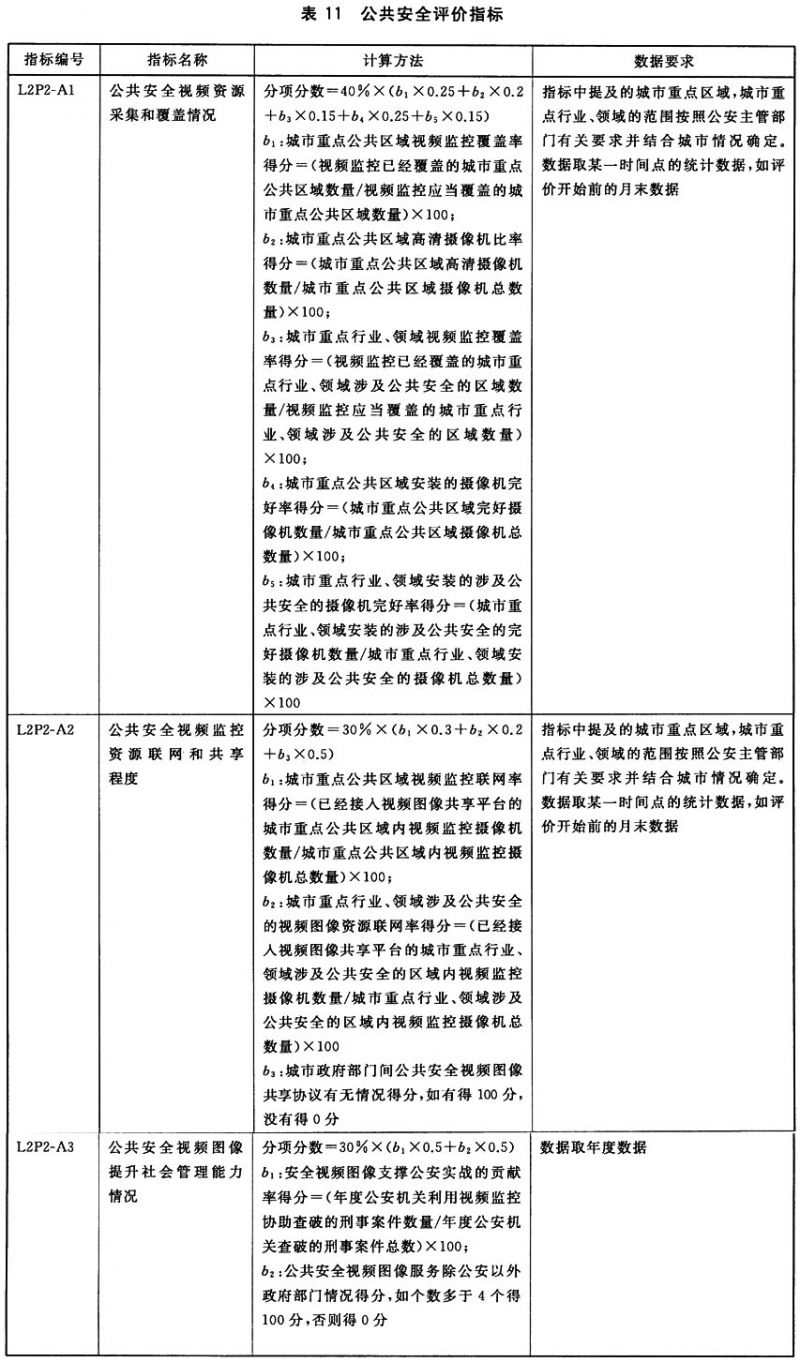 表 11 公共安全评价指标
指标编号 指标名称 计算方法 数据要求
L2P2-A1
公共安全视频资源
采集和覆盖情况
分项分数=40%×(b₁×0.25+b₂×0.2
+b₃×0.15+b₄×0.25+b₅×0.15)
b₁:城市重点公共区域视频监控覆盖率
得分=(视频监控已经覆盖的城市重点
公共区域数量/视频监控应当覆盖的城
市重点公共区域数量)×100;
b₂:城市重点公共区域高清摄像机比率
得分=(城市重点公共区域高清摄像机
数量/城市重点公共区域摄像机总数
量)×100;
b₃:城市重点行业、领域视频监控覆盖
率得分=(视频监控已经覆盖的城市重
点行业、领域涉及公共安全的区域数
量/视频监控应当覆盖的城市重点行
业、领域涉及公共安全的区域数量)
×100;
b₄:城市重点公共区域安装的摄像机完
好率得分=(城市重点公共区域完好摄
像机数量/城市重点公共区域摄像机总
数量)×100;
b₅:城市重点行业、领域安装的涉及公
共安全的摄像机完好率得分=(城市重
点行业、领域安装的涉及公共安全的完
好摄像机数量/城市重点行业、领域安
装的涉及公共安全的摄像机总数量)
×100
指标中提及的城市重点区域,城市重
点行业、领域的范围按照公安主管部
门有关要求并结合城市情况确定。
数据取某一时间点的统计数据,如评
价开始前的月末数据
L2P2-A2
公共安全视频监控
资源联网和共享
程度
分项分数=30%×(b₁×0.3+b₂×0.2
+b₃×0.5)
b₁:城市重点公共区域视频监控联网率
得分=(已经接入视频图像共享平台的
城市重点公共区域内视频监控摄像机
数量/城市重点公共区域内视频监控摄
像机总数量)×100;
b₂:城市重点行业、领域涉及公共安全
的视频图像资源联网率得分=(已经接
入视频图像共享平台的城市重点行业、
领域涉及公共安全的区域内视频监控
摄像机数量/城市重点行业、领域涉及
公共安全的区域内视频监控摄像机总
数量)×100
b₃:城市政府部门间公共安全视频图像
共享协议有无情况得分,如有得 100 分,
没有得 0 分
指标中提及的城市重点区域,城市重
点行业、领域的范围按照公安主管部
门有关要求并结合城市情况确定。
数据取某一时间点的统计数据,如评
价开始前的月末数据
L2P2-A3
公共安全视频图像
提升社会管理能力
情况
分项分数=30%×(b₁×0.5+b₂×0.5)
b₁:安全视频图像支撑公安实战的贡献
率得分=(年度公安机关利用视频监控
协助查破的刑事案件数量/年度公安机
关查破的刑事案件总数)×100;
b₂:公共安全视频图像服务除公安以外
政府部门情况得分,如个数多于 4 个得
100 分,否则得 0 分
数据取年度数据